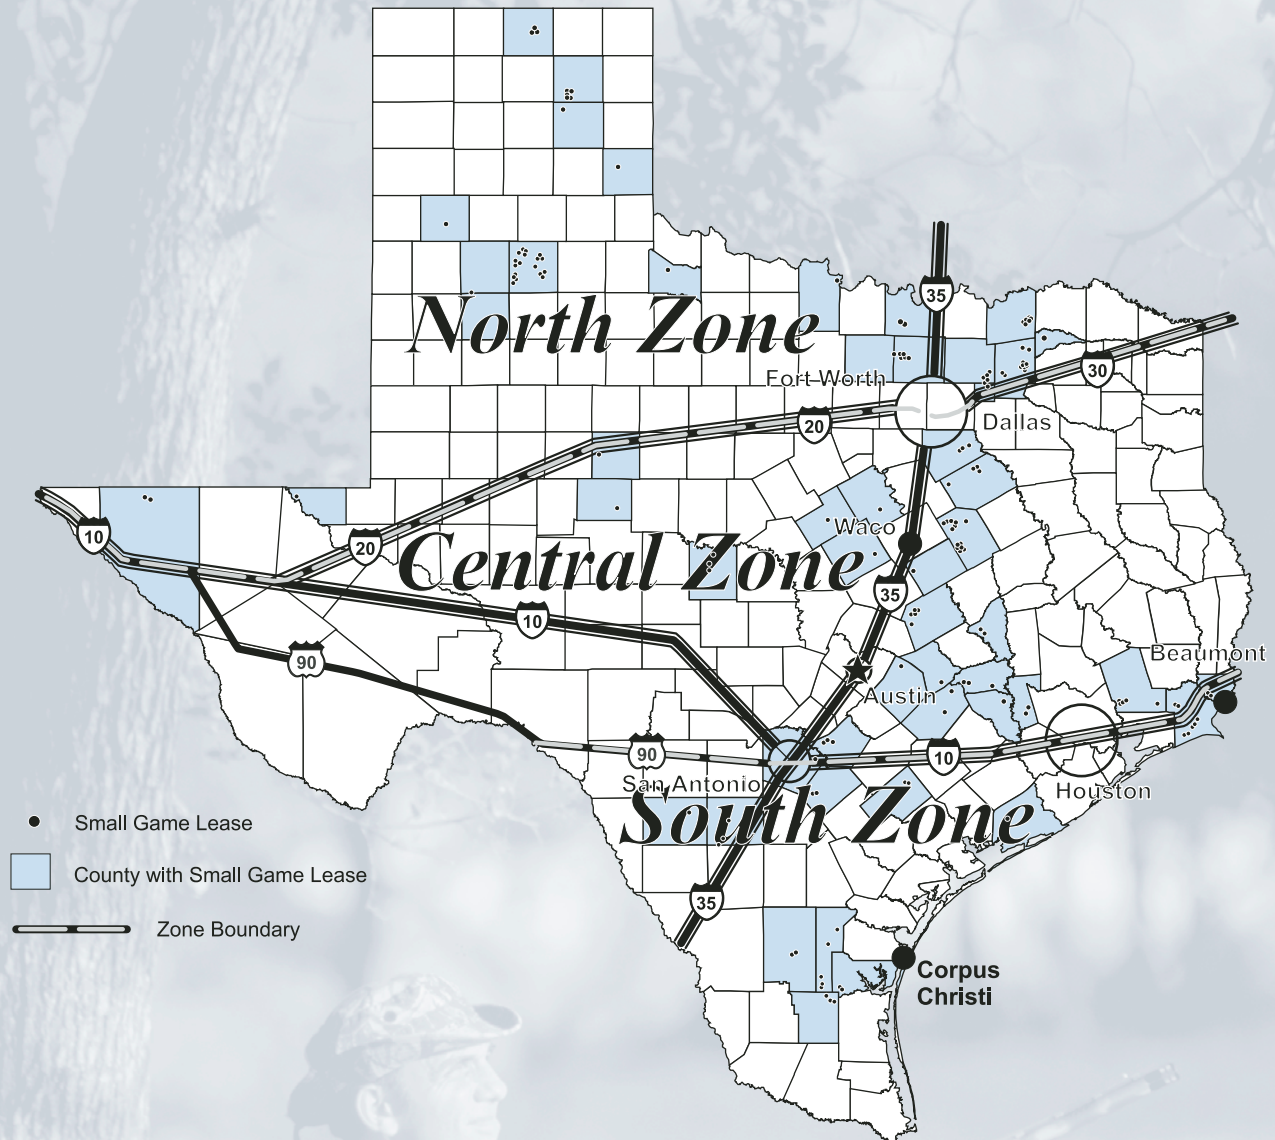 35
North Zone
30
Fort Worth
20
Dallas
10
Waco
20
Central Zone
35
10
90
Beaumont
Austin
90
10
San Antonio
Houston
South Zone
Small Game Lease
County with Small Game Lease
35
Zone Boundary
Corpus
Christi